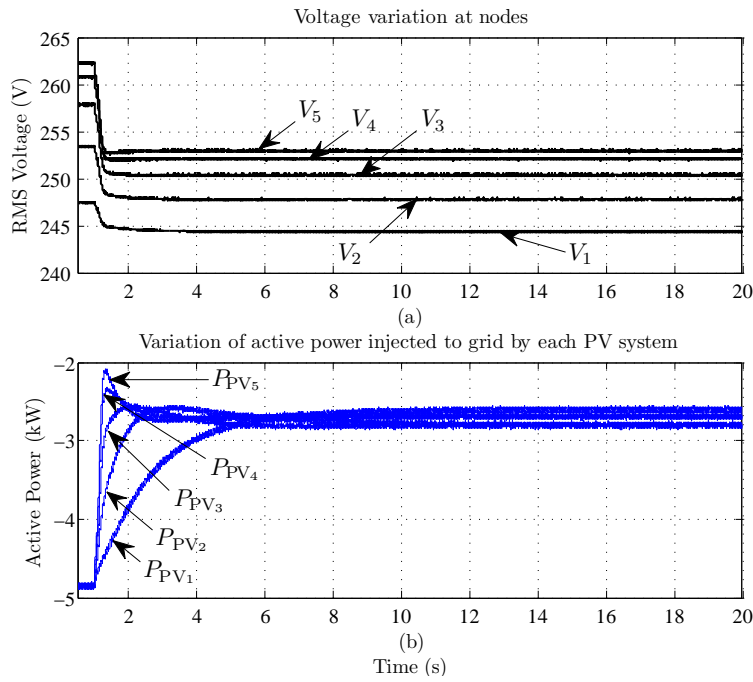 Voltage variation at nodes
RMS Voltage (V)
265
260
255
250
245
240
V5
V4
V3
V2
V1
2 4 6 8 10 12 14 16 18 20
(a)
Variation of active power injected to grid by each PV system
Active Power (kW)
−2
−3
−4
−5
PPV5
PPV4
PPV3
PPV2
PPV1
2 4 6 8 10 12 14 16 18 20
(b)
Time (s)